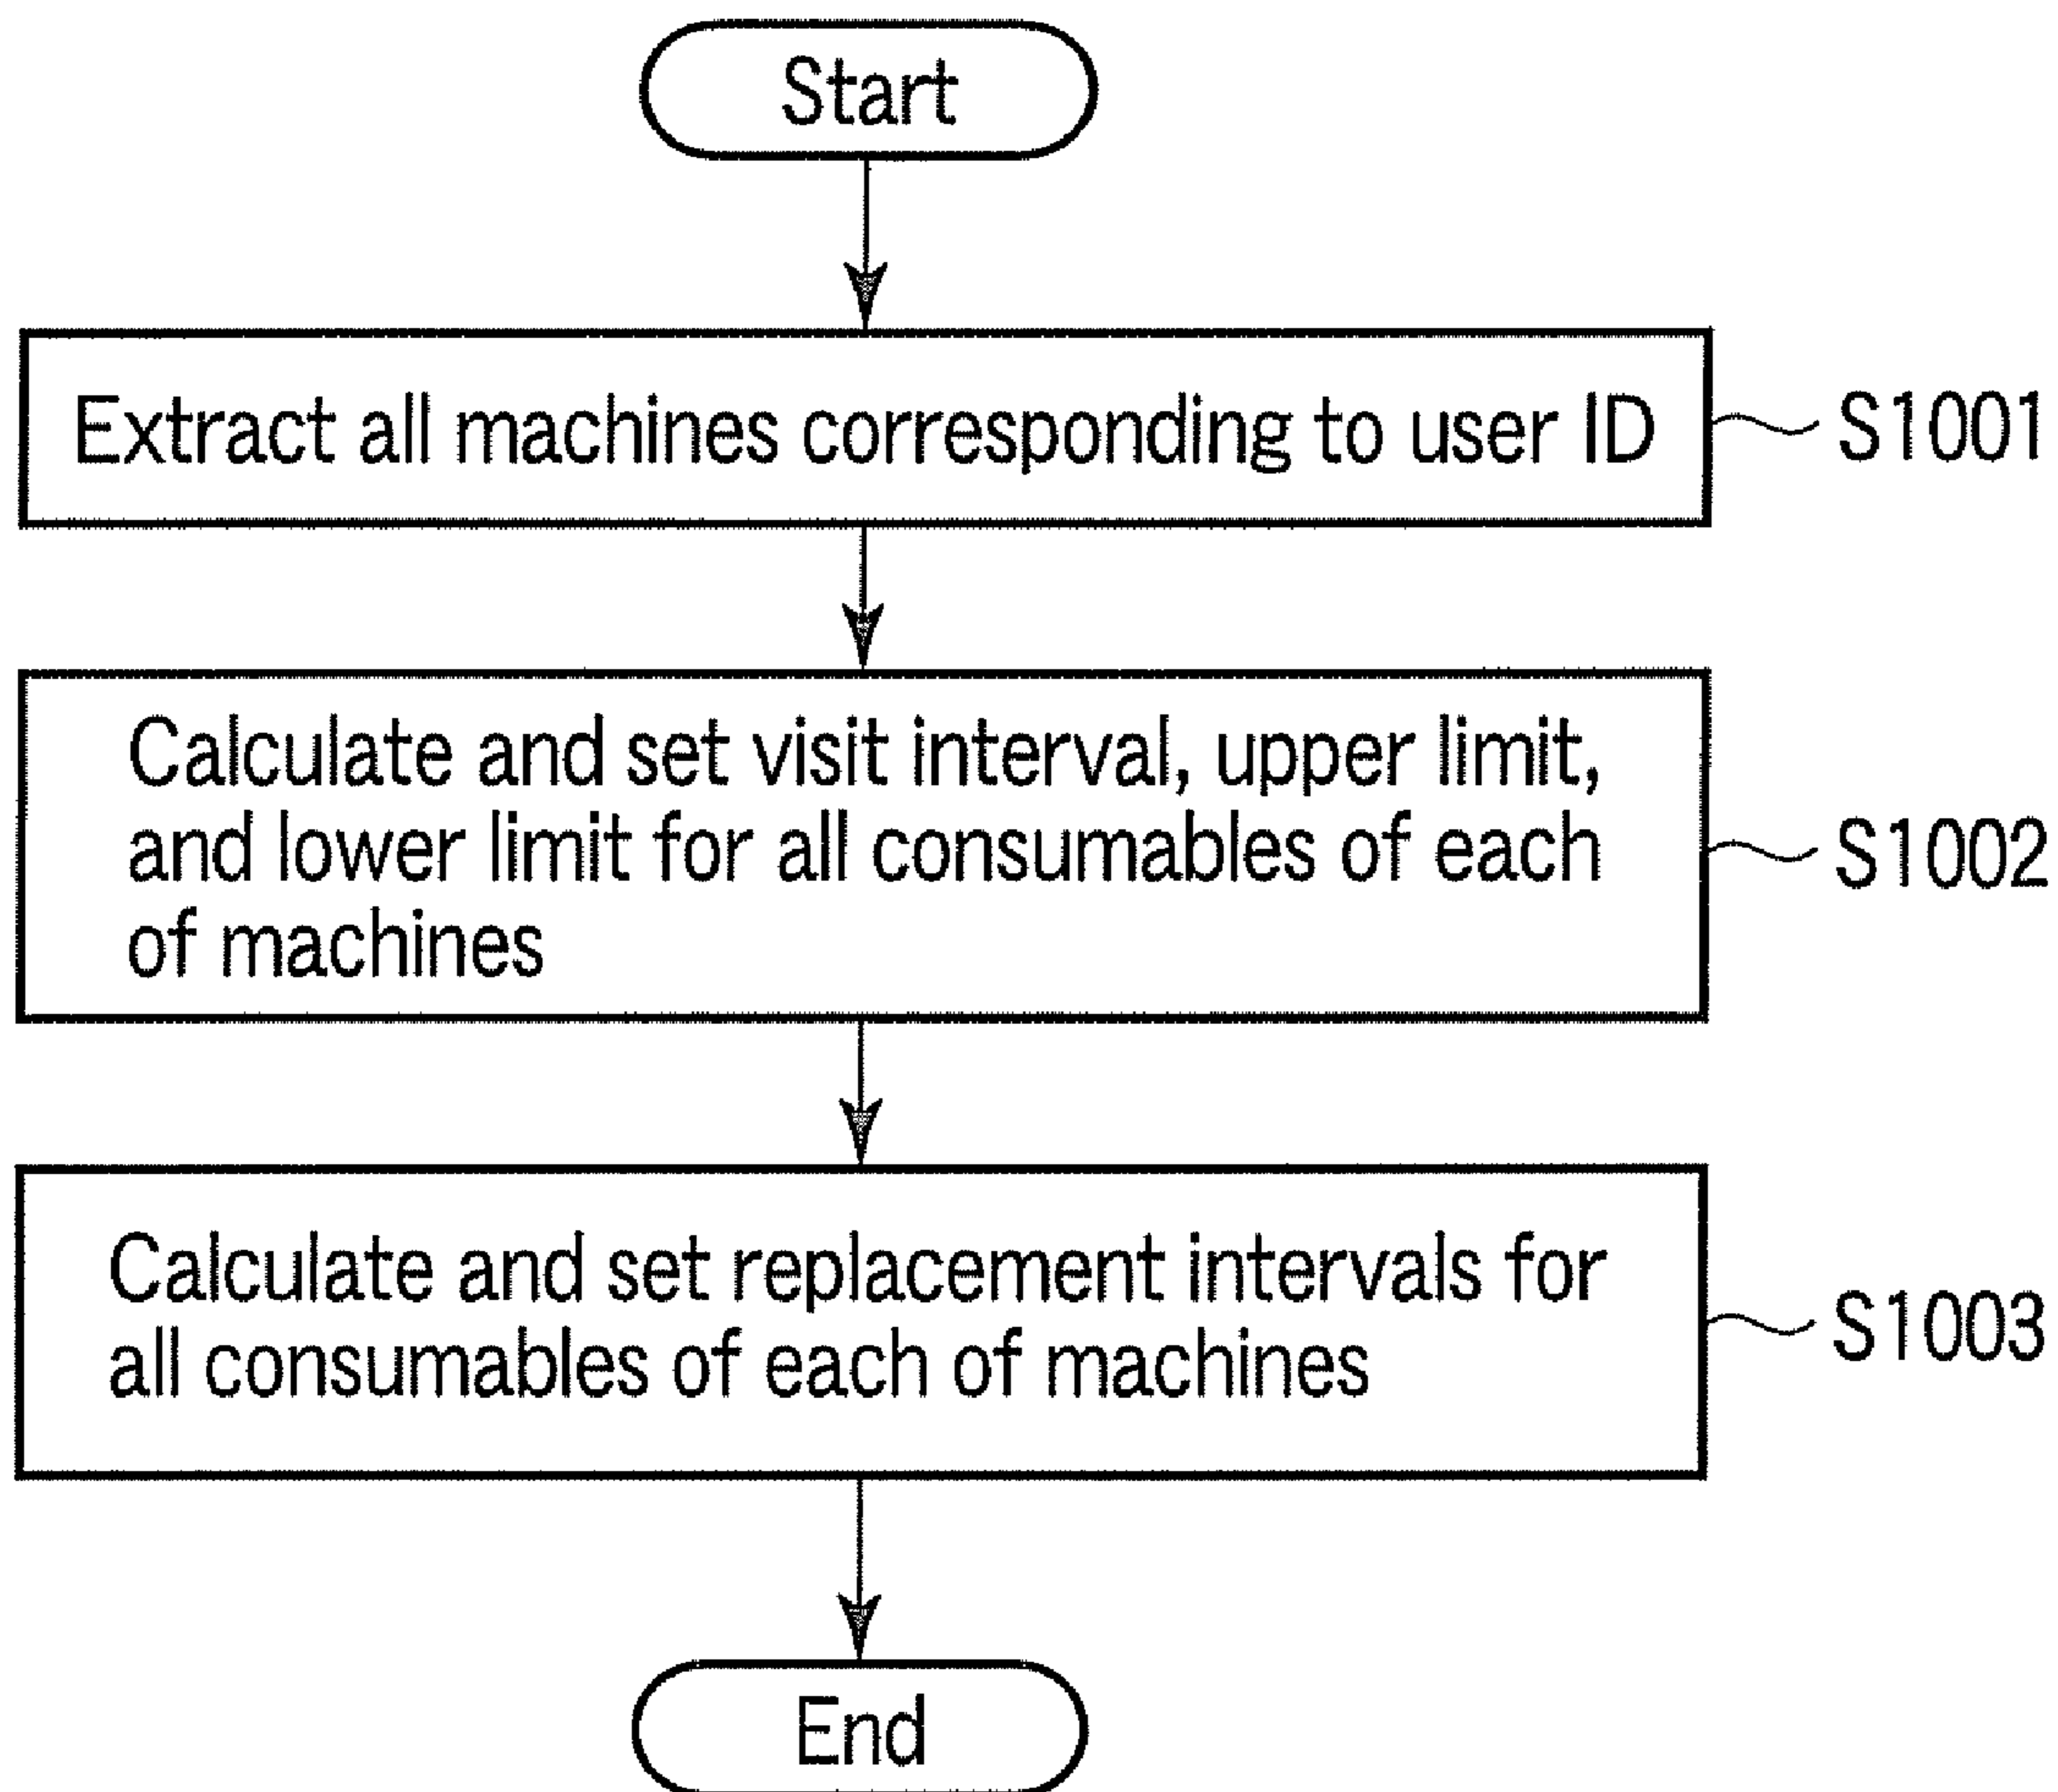 Start
Extract all machines corresponding to user ID
S1001
Calculate and set visit interval, upper limit,
and lower limit for all consumables of each
of machines
S1002
Calculate and set replacement intervals for
all consumables of each of machines
S1003
End